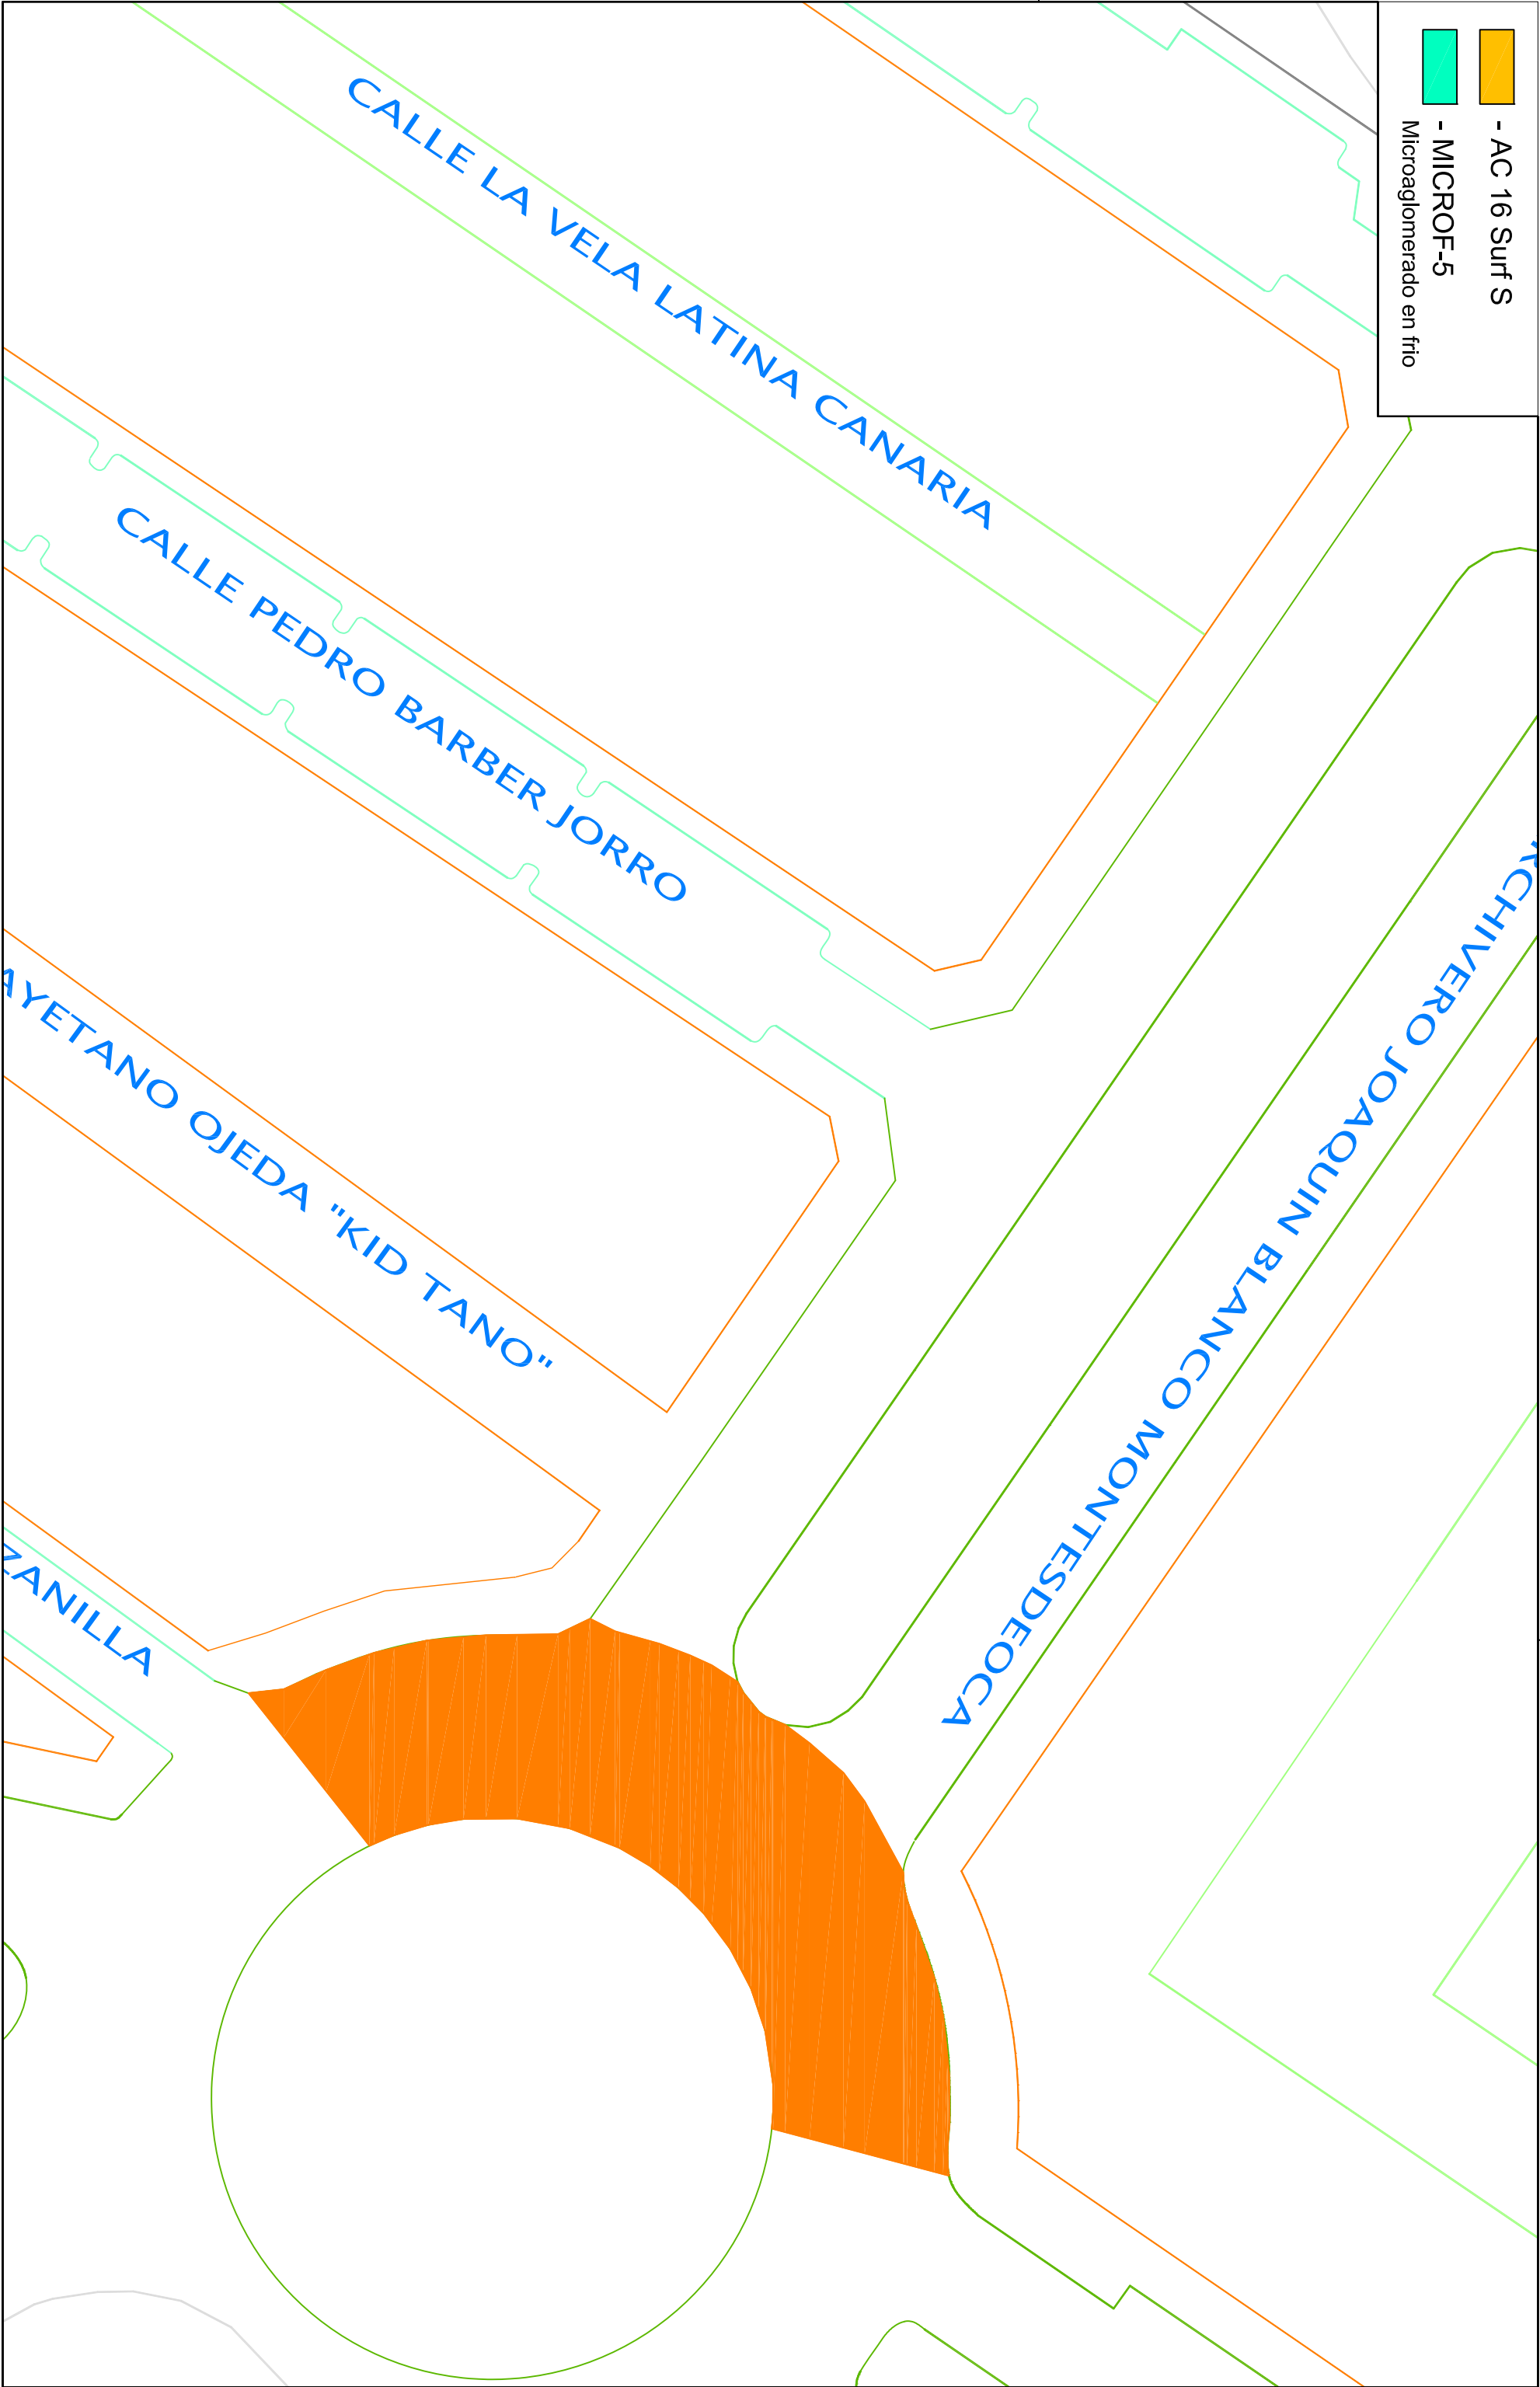 - AC 16 Surf S
- MICROF-5
Microaglomerado en frio
CALLE LA VELA LATINA CANARIA
CALLE PEDRO BARBER JORRO
AYETANO OJEDA "KID TANO"
ZANILLA
RCHIVERO JOAQUIN BLANCO MONTESDEOCA